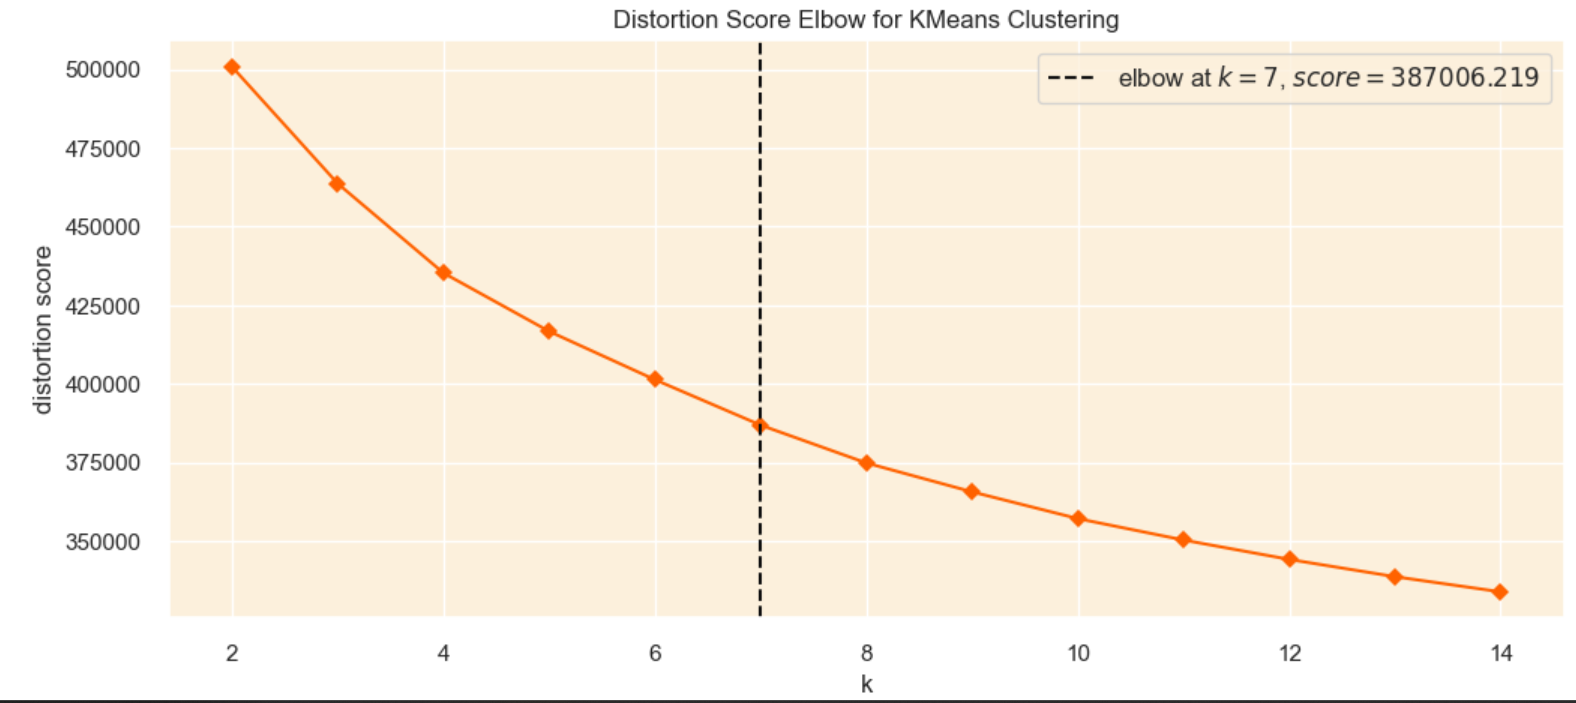 Distortion Score Elbow for KMeans Clustering
elbow at k = 7, score = 387006.219
500000
475000
450000
425000
400000
375000
350000
distortion score
2 4 6 8 10 12 14
k